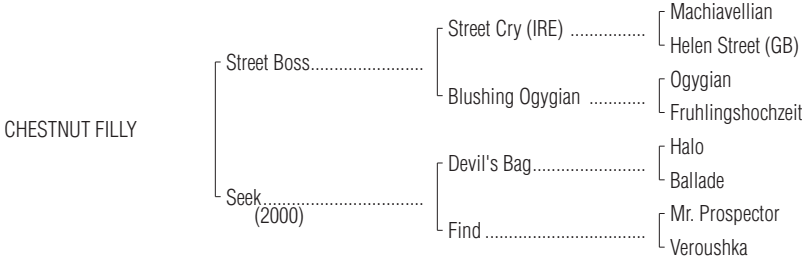 Machiavellian
Street Cry (IRE) ................
Helen Street (GB)
Street Boss........................
Ogygian
Blushing Ogygian ............
Fruhlingshochzeit
CHESTNUT FILLY
Halo
Devil's Bag........................
Ballade
Seek..................................
(2000)
Mr. Prospector
Find ..................................
Veroushka